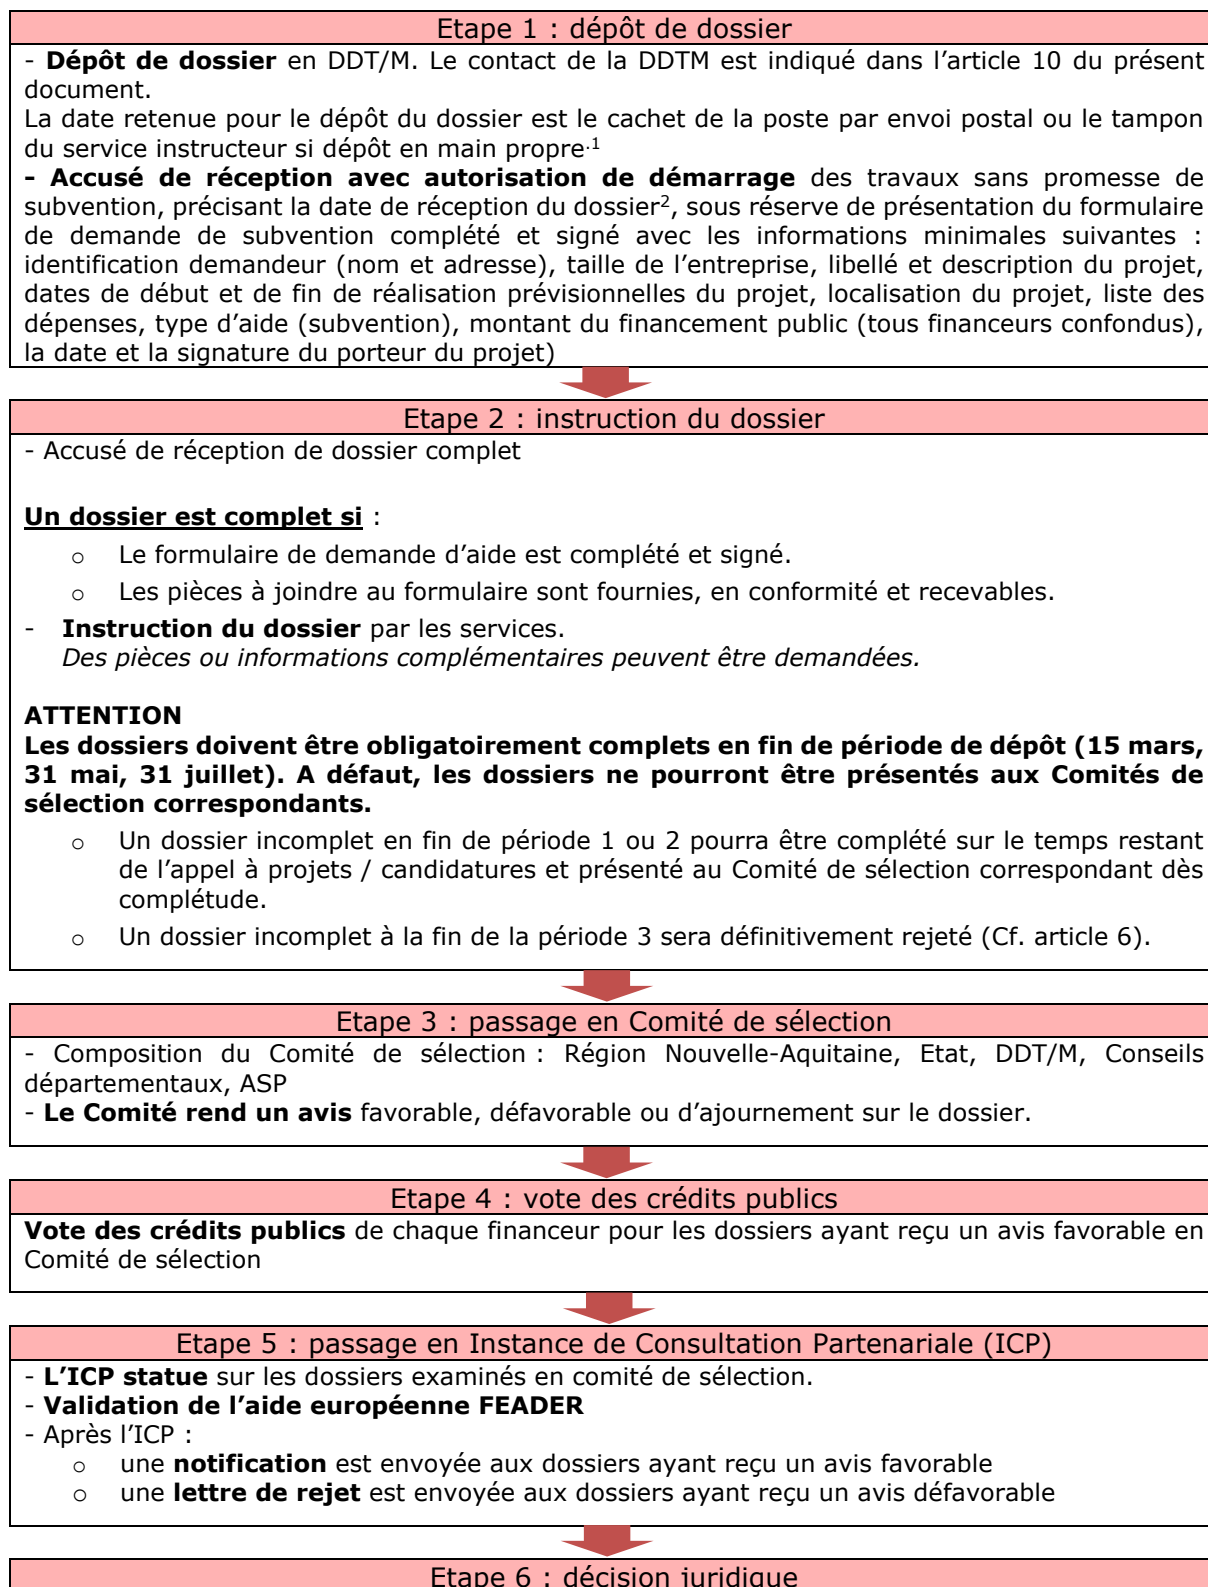 Etape 1 : dépôt de dossier
- Dépôt de dossier en DDT/M. Le contact de la DDTM est indiqué dans l’article 10 du présent
document.
La date retenue pour le dépôt du dossier est le cachet de la poste par envoi postal ou le tampon
du service instructeur si dépôt en main propre.1
- Accusé de réception avec autorisation de démarrage des travaux sans promesse de
subvention, précisant la date de réception du dossier2, sous réserve de présentation du formulaire
de demande de subvention complété et signé avec les informations minimales suivantes :
identification demandeur (nom et adresse), taille de l’entreprise, libellé et description du projet,
dates de début et de fin de réalisation prévisionnelles du projet, localisation du projet, liste des
dépenses, type d’aide (subvention), montant du financement public (tous financeurs confondus),
la date et la signature du porteur du projet)
Etape 2 : instruction du dossier
- Accusé de réception de dossier complet
Un dossier est complet si :
o Le formulaire de demande d’aide est complété et signé.
o Les pièces à joindre au formulaire sont fournies, en conformité et recevables.
- Instruction du dossier par les services.
Des pièces ou informations complémentaires peuvent être demandées.
ATTENTION
Les dossiers doivent être obligatoirement complets en fin de période de dépôt (15 mars,
31 mai, 31 juillet). A défaut, les dossiers ne pourront être présentés aux Comités de
sélection correspondants.
o Un dossier incomplet en fin de période 1 ou 2 pourra être complété sur le temps restant
de l’appel à projets / candidatures et présenté au Comité de sélection correspondant dès
complétude.
o Un dossier incomplet à la fin de la période 3 sera définitivement rejeté (Cf. article 6).
Etape 3 : passage en Comité de sélection
- Composition du Comité de sélection : Région Nouvelle-Aquitaine, Etat, DDT/M, Conseils
départementaux, ASP
- Le Comité rend un avis favorable, défavorable ou d’ajournement sur le dossier.
Etape 4 : vote des crédits publics
Vote des crédits publics de chaque financeur pour les dossiers ayant reçu un avis favorable en
Comité de sélection
Etape 5 : passage en Instance de Consultation Partenariale (ICP)
- L’ICP statue sur les dossiers examinés en comité de sélection.
- Validation de l’aide européenne FEADER
- Après l’ICP :
o une notification est envoyée aux dossiers ayant reçu un avis favorable
o une lettre de rejet est envoyée aux dossiers ayant reçu un avis défavorable
Etape 6 : décision juridique